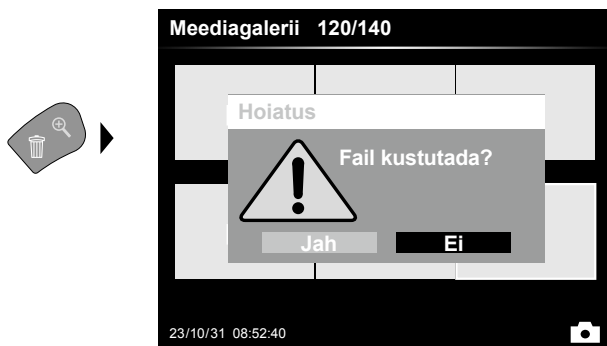 Meediagalerii 120/140
Hoiatus
Fail kustutada?
Jah Ei
23/10/31 08:52:40